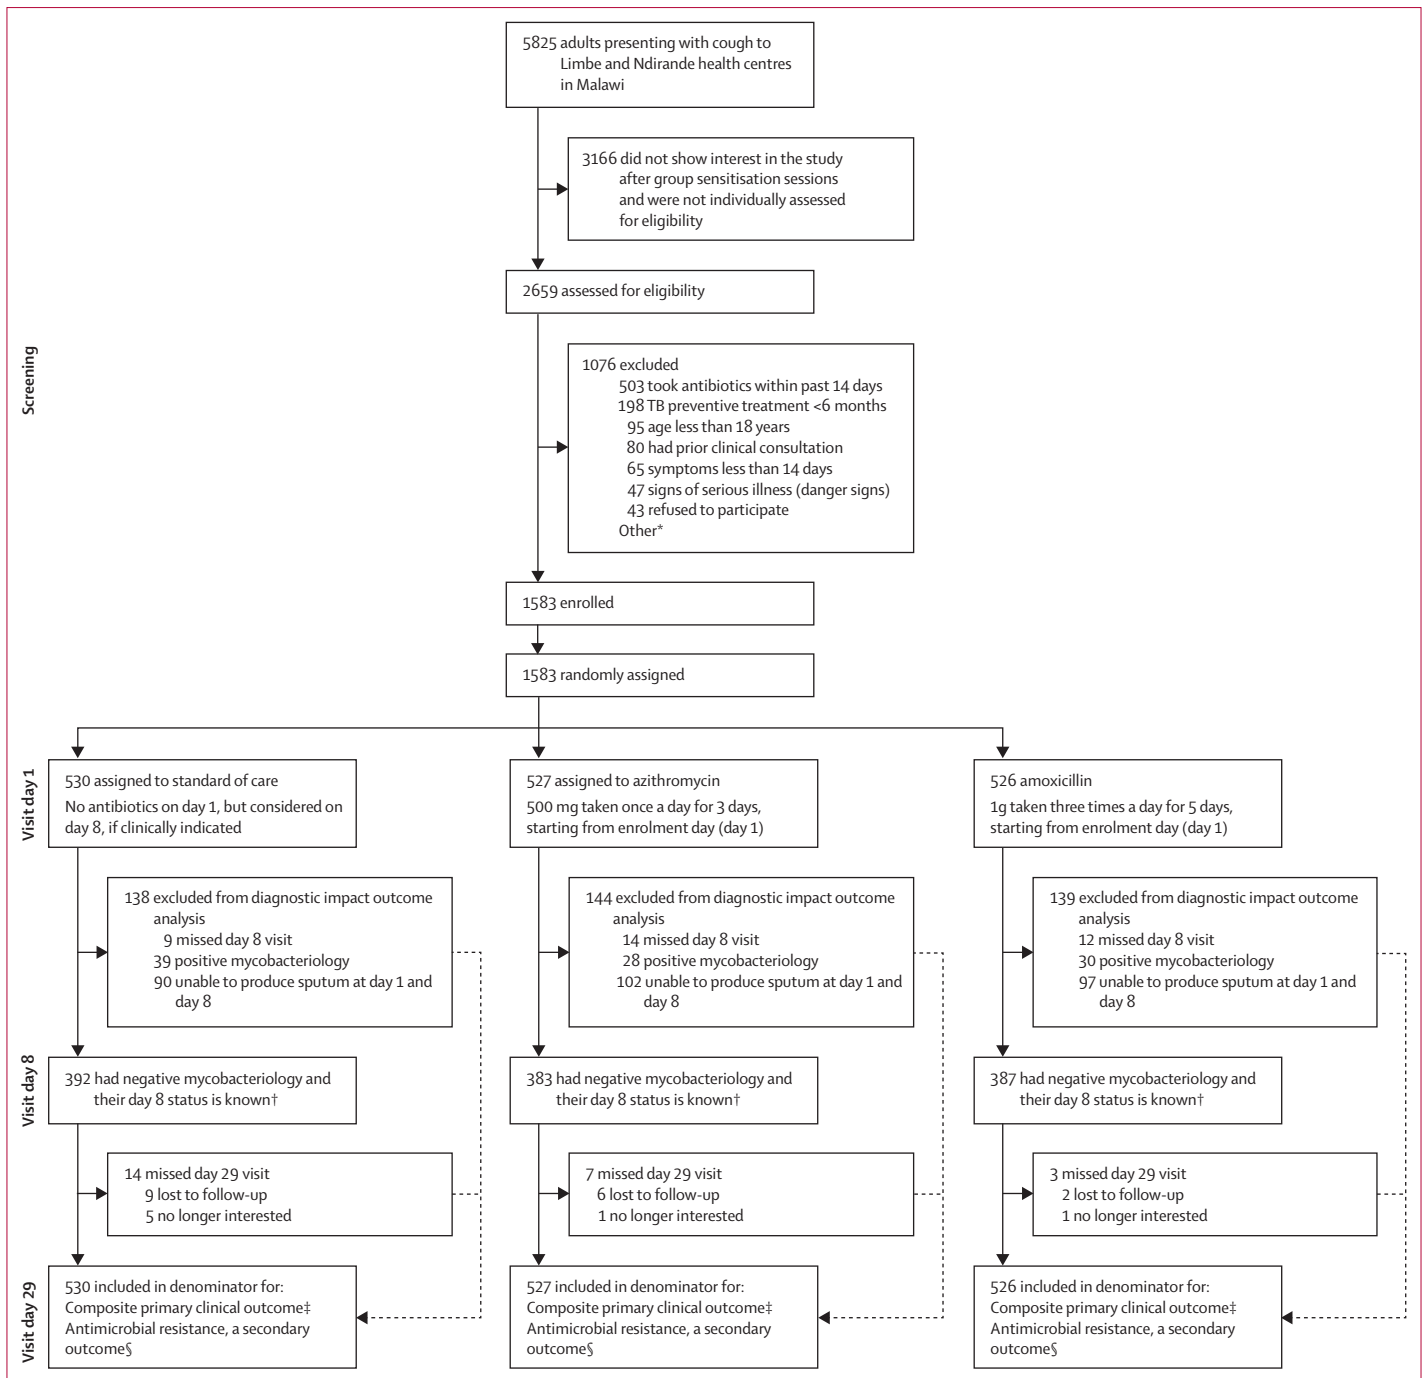 5825 adults presenting with cough to
Limbe and Ndirande health centres
in Malawi
3166 did not show interest in the study
after group sensitisation sessions
and were not individually assessed
for eligibility
2659 assessed for eligibility
Screening
1076 excluded
503 took antibiotics within past 14 days
198 TB preventive treatment <6 months
95 age less than 18 years
80 had prior clinical consultation
65 symptoms less than 14 days
47 signs of serious illness (danger signs)
43 refused to participate
Other*
1583 enrolled
1583 randomly assigned
Visit day 1
530 assigned to standard of care
No antibiotics on day 1, but considered on
day 8, if clinically indicated
527 assigned to azithromycin
500 mg taken once a day for 3 days,
starting from enrolment day (day 1)
526 amoxicillin
1g taken three times a day for 5 days,
starting from enrolment day (day 1)
138 excluded from diagnostic impact outcome
analysis
9 missed day 8 visit
39 positive mycobacteriology
90 unable to produce sputum at day 1 and
day 8
144 excluded from diagnostic impact outcome
analysis
14 missed day 8 visit
28 positive mycobacteriology
102 unable to produce sputum at day 1 and
day 8
139 excluded from diagnostic impact outcome
analysis
12 missed day 8 visit
30 positive mycobacteriology
97 unable to produce sputum at day 1 and
day 8
Visit day 8
392 had negative mycobacteriology and
their day 8 status is known†
383 had negative mycobacteriology and
their day 8 status is known†
387 had negative mycobacteriology and
their day 8 status is known†
14 missed day 29 visit
9 lost to follow-up
5 no longer interested
7 missed day 29 visit
6 lost to follow-up
1 no longer interested
3 missed day 29 visit
2 lost to follow-up
1 no longer interested
Visit day 29
530 included in denominator for:
Composite primary clinical outcome‡
Antimicrobial resistance, a secondary
outcome§
527 included in denominator for:
Composite primary clinical outcome‡
Antimicrobial resistance, a secondary
outcome§
526 included in denominator for:
Composite primary clinical outcome‡
Antimicrobial resistance, a secondary
outcome§